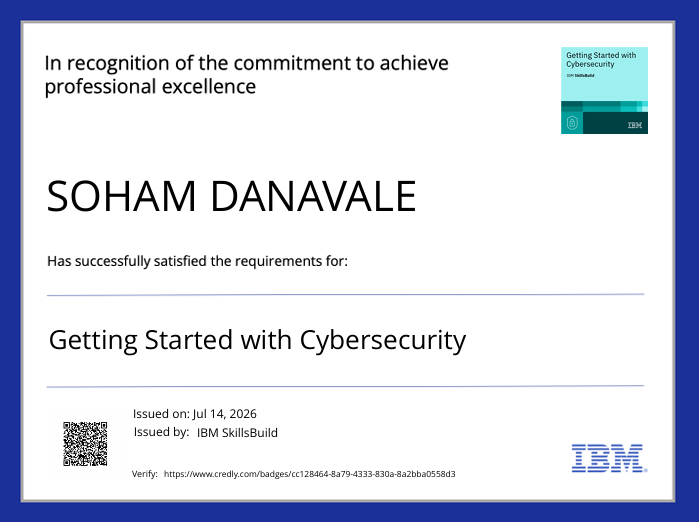 In recognition of the commitment to achieve
professional excellence
Getting Started with
Cybersecurity
IBM SkillsBuild
IBM
SOHAM DANAVALE
Has successfully satisfied the requirements for:
Getting Started with Cybersecurity
Issued on: Jul 14, 2026
Issued by: IBM SkillsBuild
Verify: https://www.credly.com/badges/cc128464-8a79-4333-830a-8a2bba0558d3
IBM®